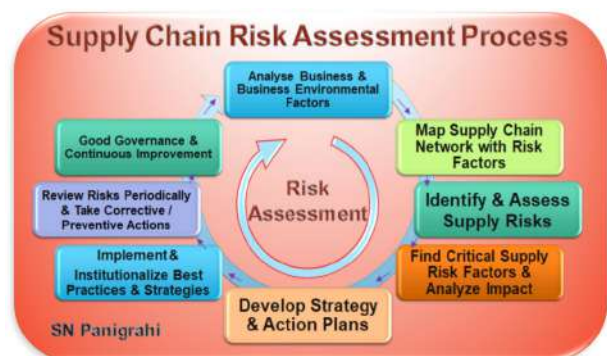 Supply Chain Risk Assessment Process
Analyse Business &
Business Environmental
Factors
Map Supply Chain
Network with Risk
Factors
Identify & Assess
Supply Risks
Find Critical Supply
Risk Factors &
Analyze Impact
Develop Strategy
& Action Plans
Implement &
Institutionalize Best
Practices & Strategies
Review Risks Periodically
& Take Corrective /
Preventive Actions
Good Governance &
Continuous Improvement
Risk
Assessment
SN Panigrahi